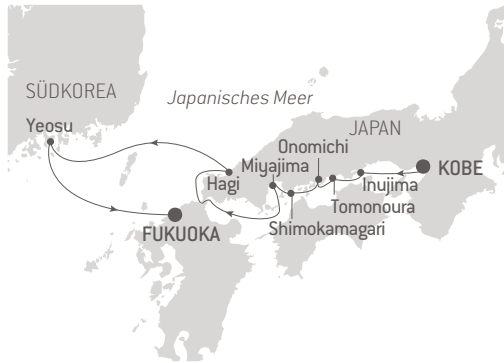 SÜDKOREA
Yeosu
Japanisches Meer
JAPAN
Onomichi
Miyajima
KOBE
Hagi
Inujima
Tomonoura
Shimokamagari
FUKUOKA